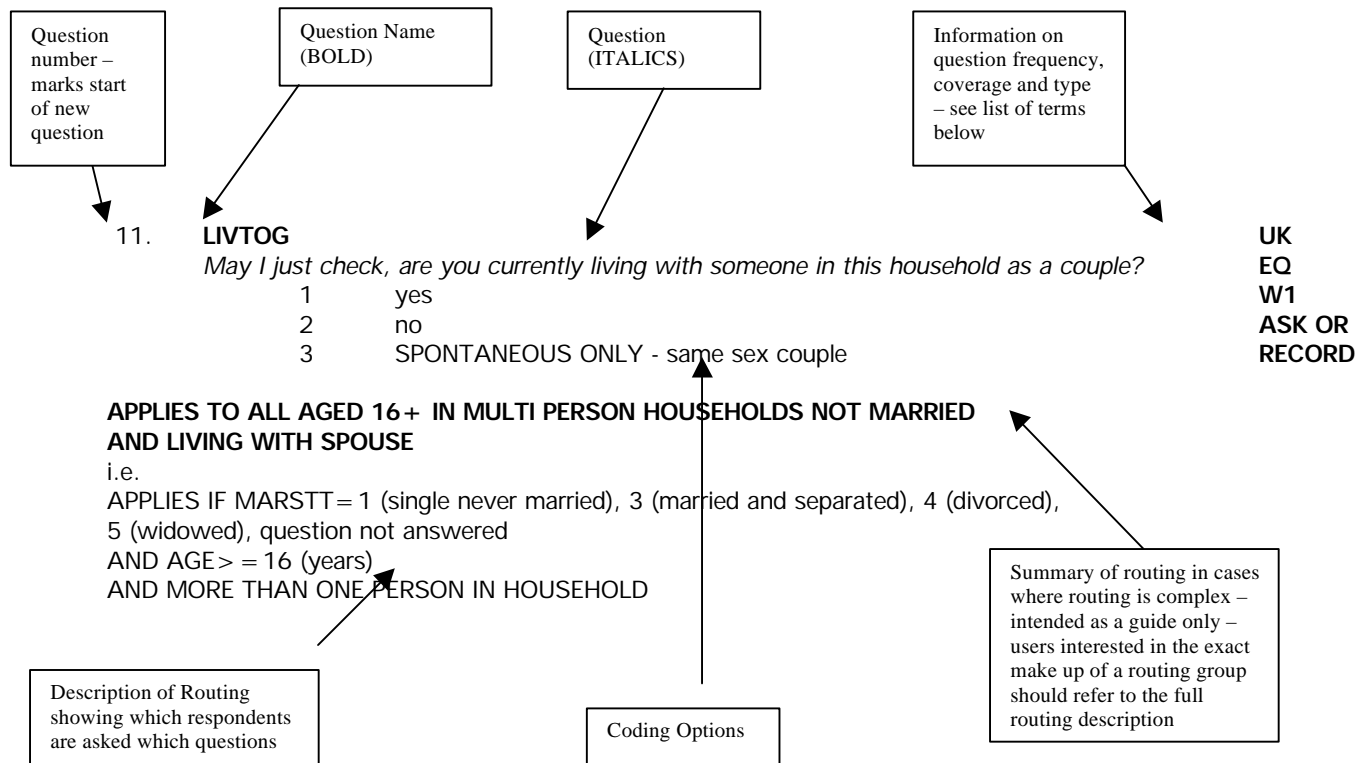 Question
number –
marks start
of new
question
Question Name
(BOLD)
Question
(ITALICS)
Information on
question frequency,
coverage and type
– see list of terms
below
11. LIVTOG UK
May I just check, are you currently living with someone in this household as a couple? EQ
1 yes W1
2 no ASK OR
3 SPONTANEOUS ONLY - same sex couple RECORD
APPLIES TO ALL AGED 16+ IN MULTI PERSON HOUSEHOLDS NOT MARRIED
AND LIVING WITH SPOUSE
i.e.
APPLIES IF MARSTT=1 (single never married), 3 (married and separated), 4 (divorced),
5 (widowed), question not answered
AND AGE>=16 (years)
AND MORE THAN ONE PERSON IN HOUSEHOLD
Summary of routing in cases
where routing is complex –
intended as a guide only –
users interested in the exact
make up of a routing group
should refer to the full
routing description
Description of Routing
showing which respondents
are asked which questions
Coding Options